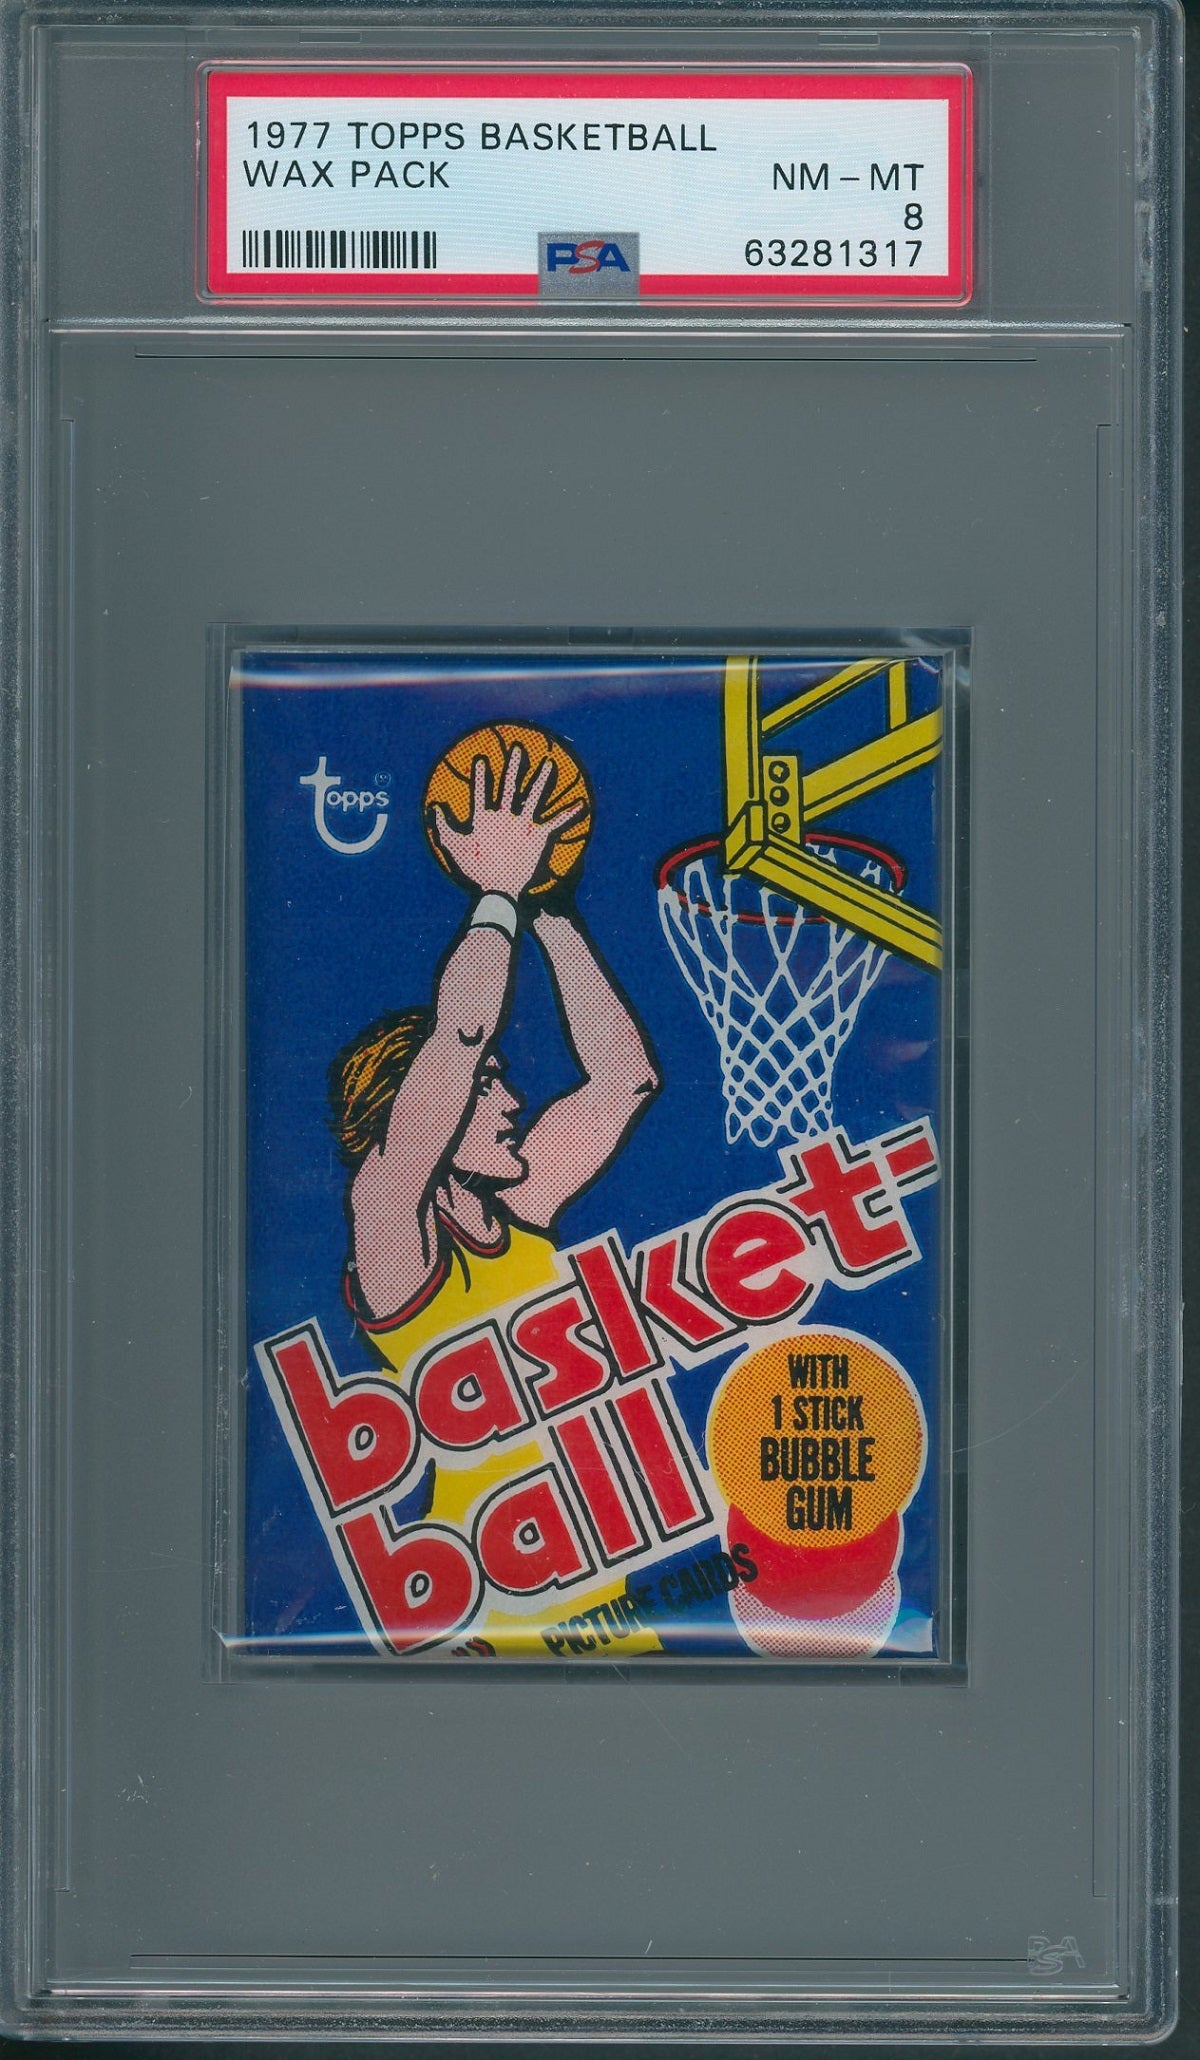 1977 TOPPS BASKETBALL
WAX PACK
NM - MT
8
63281317
PSA
topps
basket-
ball
WITH
1 STICK
BUBBLE
GUM
PICTURE CARDS
PSA